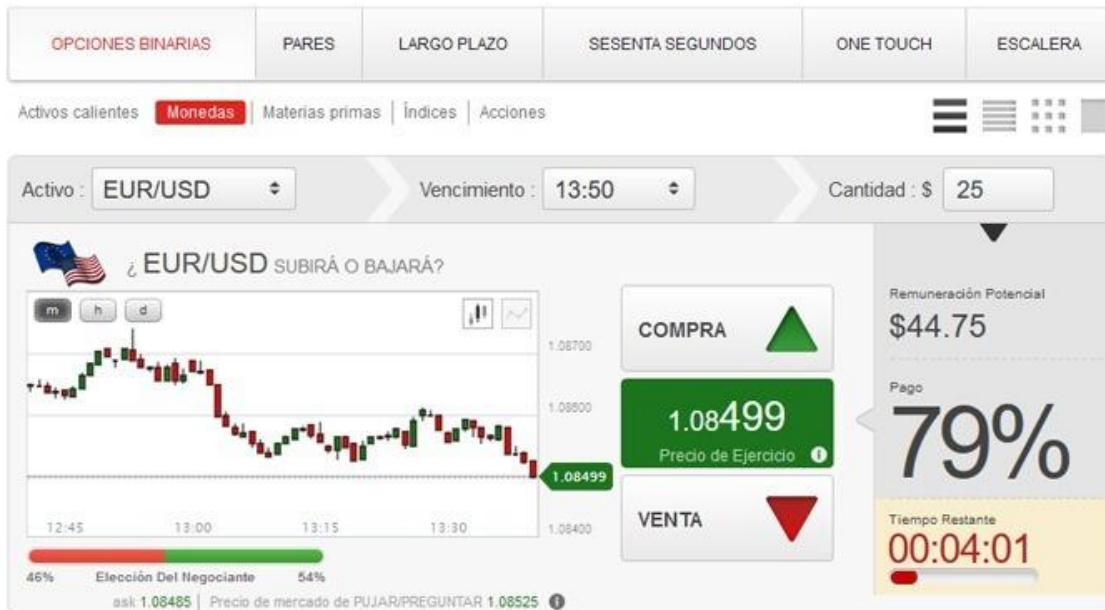 OPCIONES BINARIAS PARES LARGO PLAZO SESENTA SEGUNDOS ONE TOUCH ESCALERA
Activos calientes Monedas Materias primas Índices Acciones
Activo : EUR/USD Vencimiento : 13:50 Cantidad : $ 25
¿ EUR/USD SUBIRÁ O BAJARÁ?
m h d
1.08700
1.08600
1.08499
1.08400
12:45 13:00 13:15 13:30
46% Elección Del Negociante 54%
ask 1.08485 | Precio de mercado de PUJAR/PREGUNTAR 1.08525 i
COMPRA
1.08499
Precio de Ejercicio i
VENTA
Remuneración Potencial
$44.75
Pago
79%
Tiempo Restante
00:04:01